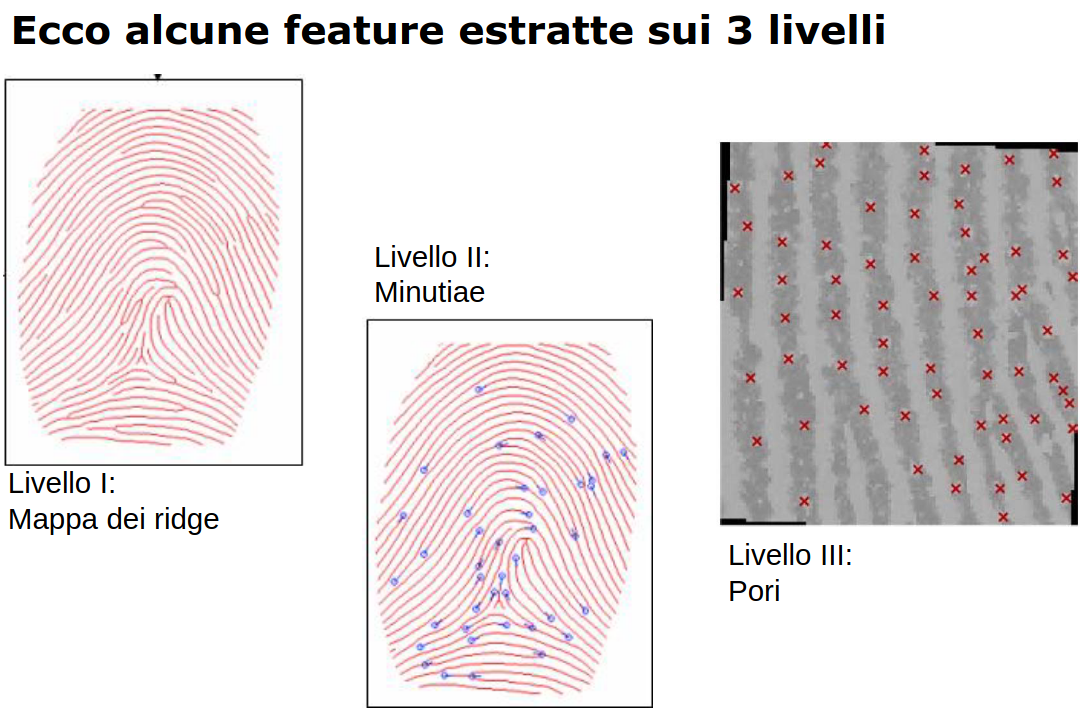 Ecco alcune feature estratte sui 3 livelli
Livello I:
Mappa dei ridge
Livello II:
Minutiae
Livello III:
Pori